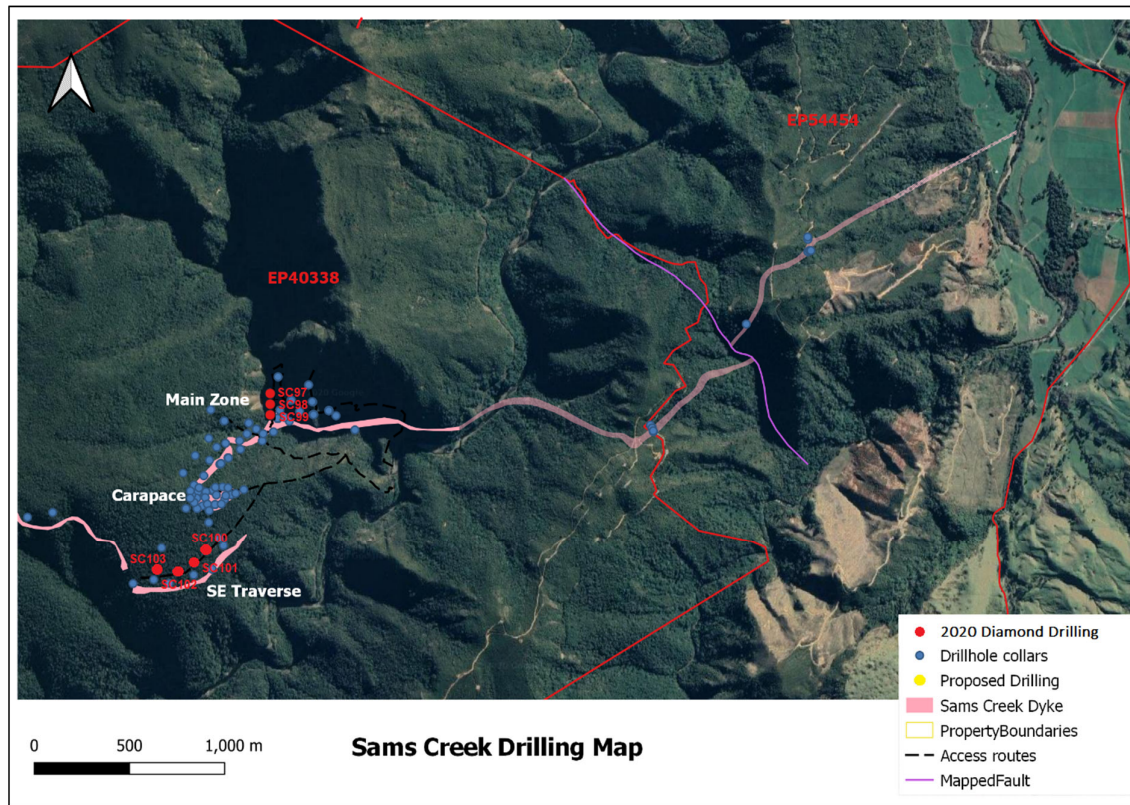 EP54454
EP40338
SC97
Main Zone
SC98
SC99
Carapace
SC100
SC103
SC101
SC102
SE Traverse
2020 Diamond Drilling
Drillhole collars
Proposed Drilling
Sams Creek Dyke
PropertyBoundaries
Access routes
MappedFault
0 500 1,000 m
Sams Creek Drilling Map